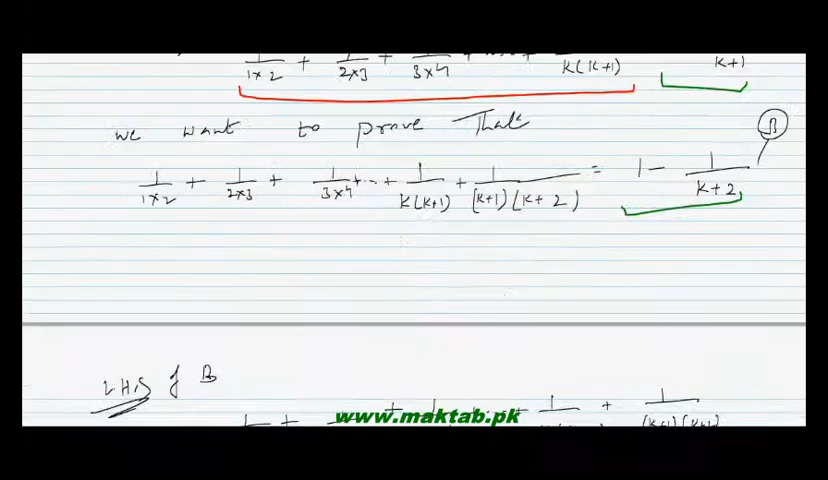 1/(1×2) + 1/(2×3) + 1/(3×4) + ... + k(k+1) k+1
we want to prove that B
1/(1×2) + 1/(2×3) + 1/(3×4) + ... + 1/(k(k+1)) + 1/((k+1)(k+2)) = 1 - 1/(k+2)
LHS of B
www.maktab.pk